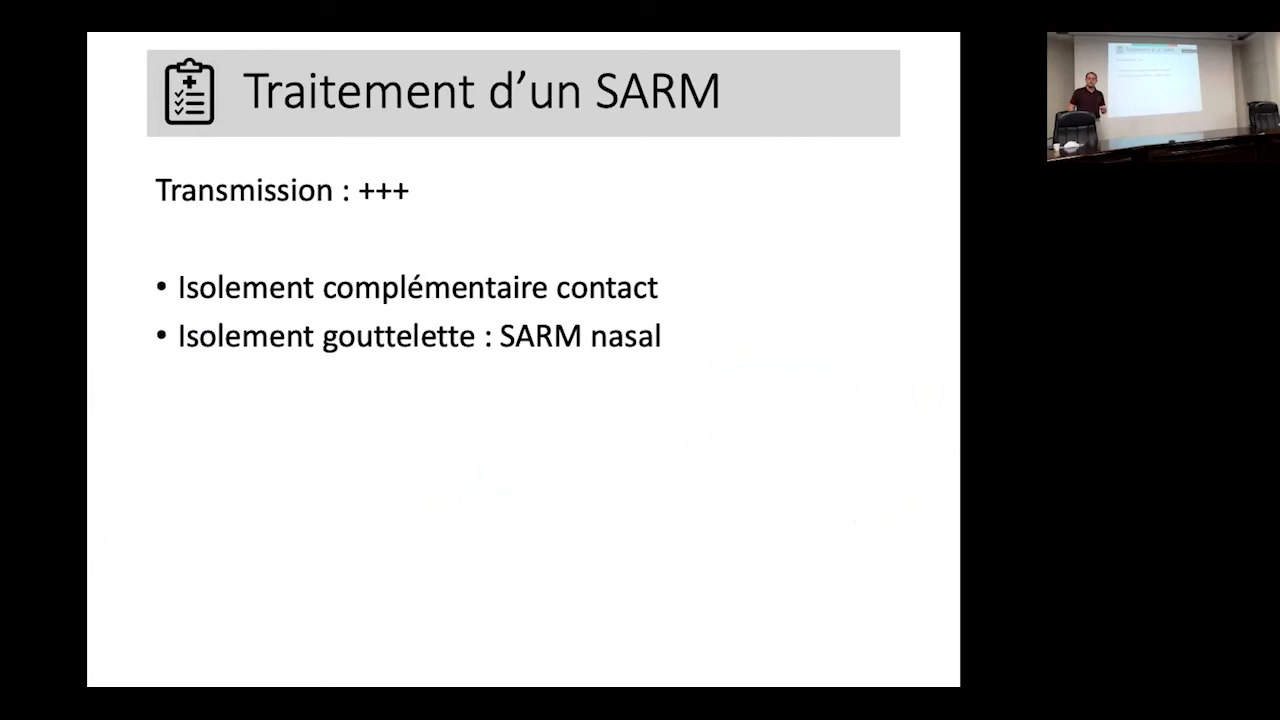 Traitement d’un SARM
Transmission : +++
• Isolement complémentaire contact
• Isolement gouttelette : SARM nasal